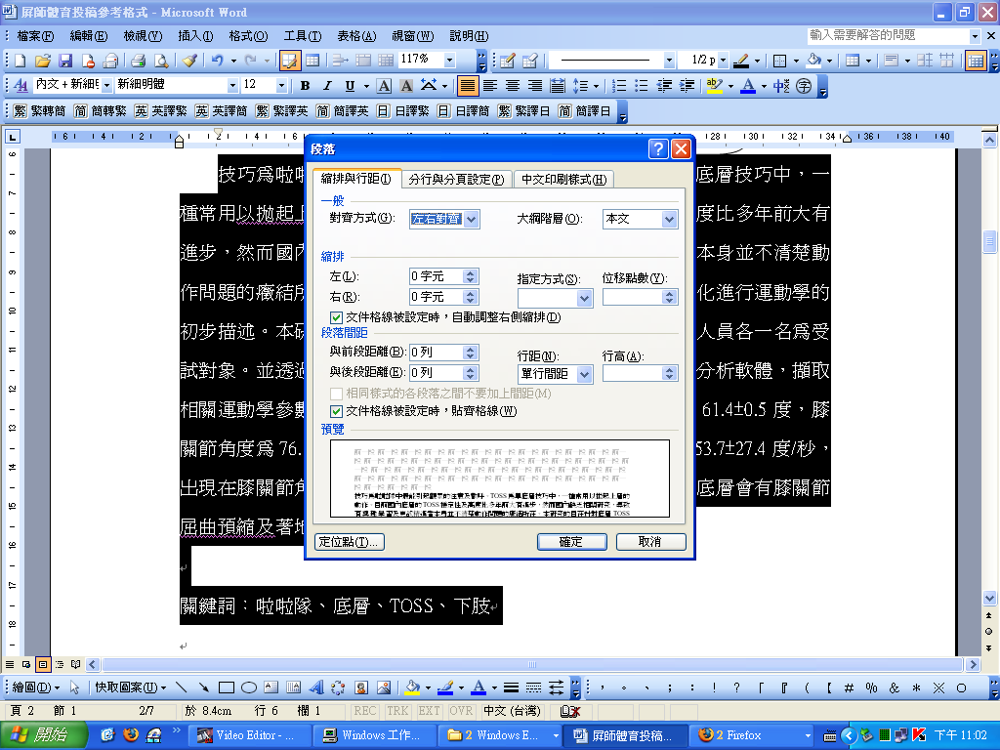 屏師體育投稿參考格式 - Microsoft Word
檔案(F) 編輯(E) 檢視(V) 插入(I) 格式(O) 工具(T) 表格(A) 視窗(W) 說明(H) 輸入需要解答的問題
117% 1/2 p
內文 + 新細 新細明體 12 B I U A A
繁 繁轉簡 簡 簡轉繁 英 英譯繁 英 英譯簡 繁 繁譯英 簡 簡譯英 日 日譯繁 日 日譯簡 繁 繁譯日 簡 簡譯日
段落
縮排與行距(I) 分行與分頁設定(P) 中文印刷樣式(H)
一般
對齊方式(G): 左右對齊 大綱階層(O): 本文
縮排
左(L): 0 字元 指定方式(S): 位移點數(Y):
右(R): 0 字元
文件格線被設定時，自動調整右側縮排(D)
段落間距
與前段距離(B): 0 列 行距(N): 行高(A):
與後段距離(E): 0 列 單行間距
相同樣式的各段落之間不要加上間距(M)
文件格線被設定時，貼齊格線(W)
預覽
定位點(T)... 確定 取消
技巧為啦 底層技巧中，一
種常用以拋起 度比多年前大有
進步，然而國內 本身並不清楚動
作問題的癥結所 化進行運動學的
初步描述。本研 人員各一名為受
試對象。並透過 分析軟體，擷取
相關運動學參數 61.4±0.5 度，膝
關節角度為 76. 53.7±27.4 度/秒，
出現在膝關節角 底層會有膝關節
屈曲預縮及著地
關鍵詞：啦啦隊、底層、TOSS、下肢
繪圖(D) 快取圖案(U)
頁 2 節 1 2/7 於 8.4cm 行 6 欄 1 REC TRK EXT OVR 中文 (台灣)
開始 Video Editor - ... Windows 工作... 2 Windows E... 屏師體育投稿... 2 Firefox 下午 11:02